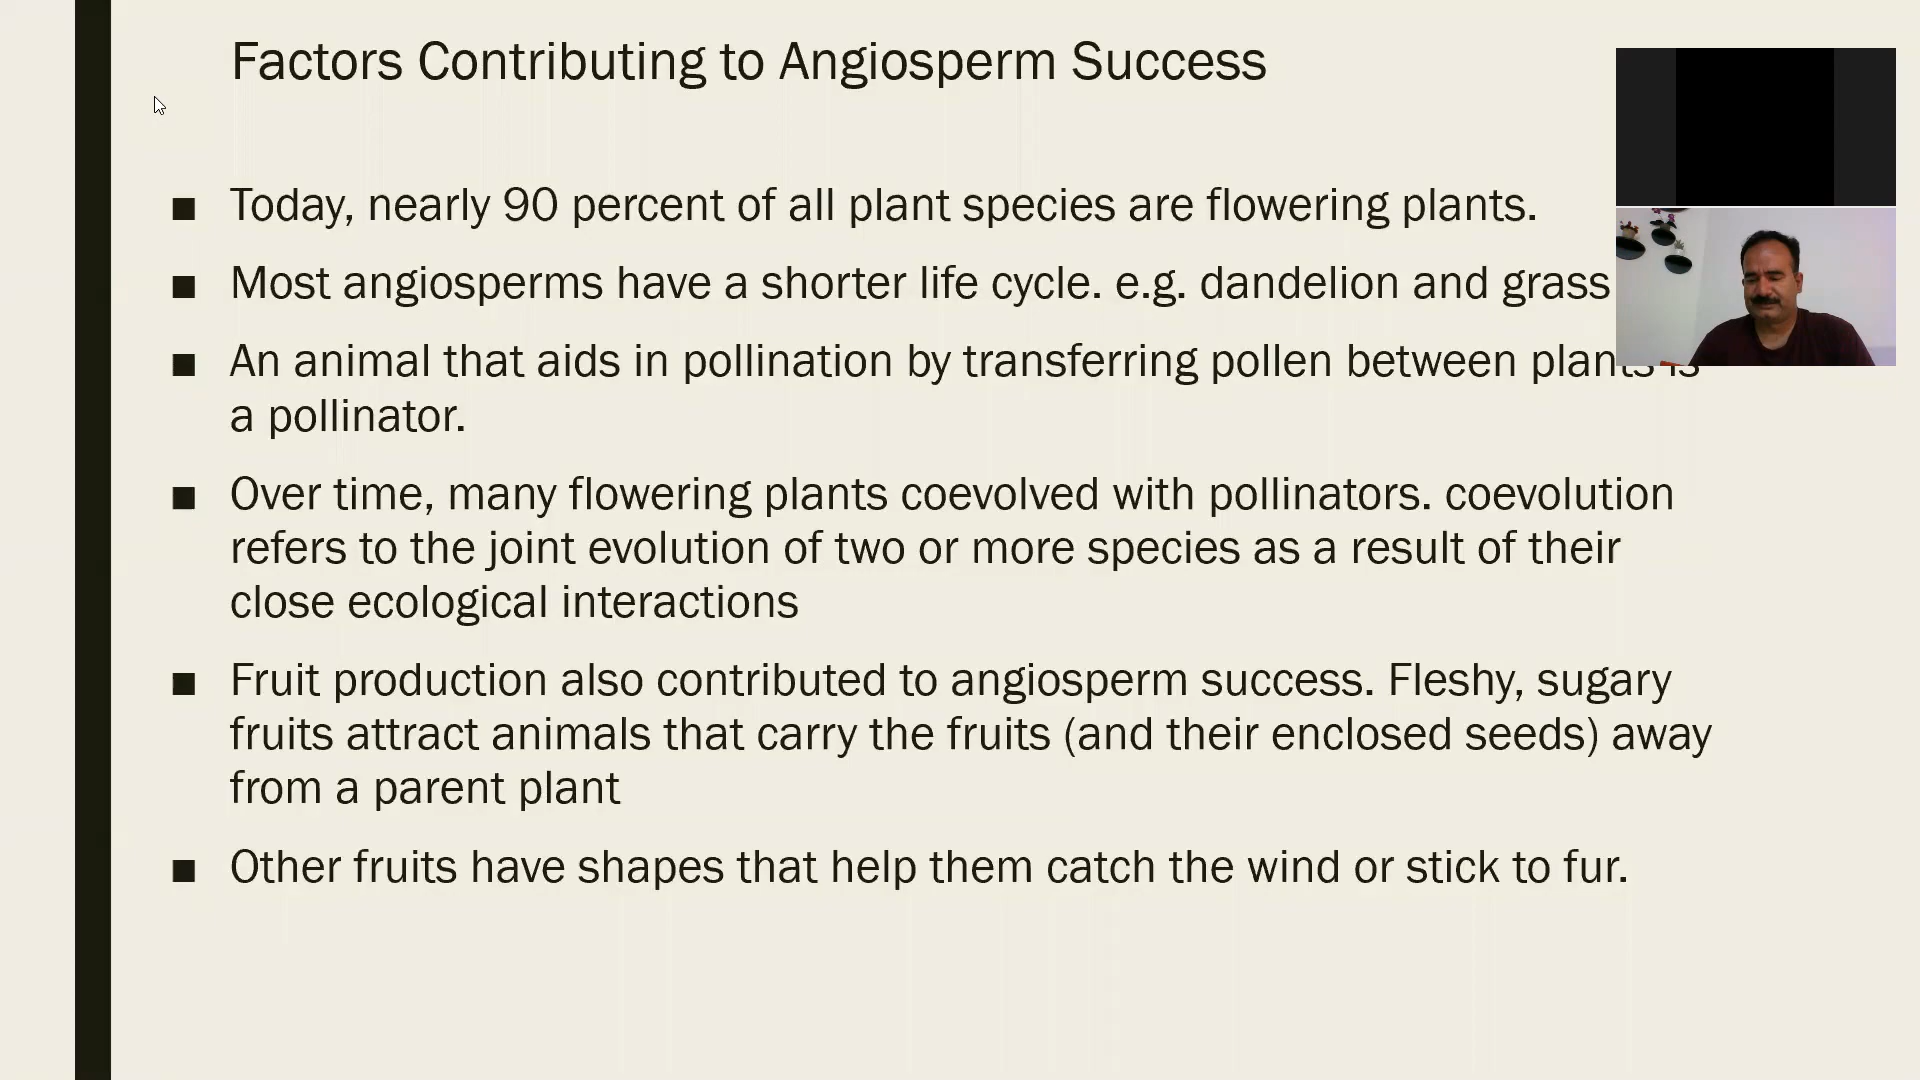 Factors Contributing to Angiosperm Success
■ Today, nearly 90 percent of all plant species are flowering plants.
■ Most angiosperms have a shorter life cycle. e.g. dandelion and grass
■ An animal that aids in pollination by transferring pollen between plants is
a pollinator.
■ Over time, many flowering plants coevolved with pollinators. coevolution
refers to the joint evolution of two or more species as a result of their
close ecological interactions
■ Fruit production also contributed to angiosperm success. Fleshy, sugary
fruits attract animals that carry the fruits (and their enclosed seeds) away
from a parent plant
■ Other fruits have shapes that help them catch the wind or stick to fur.